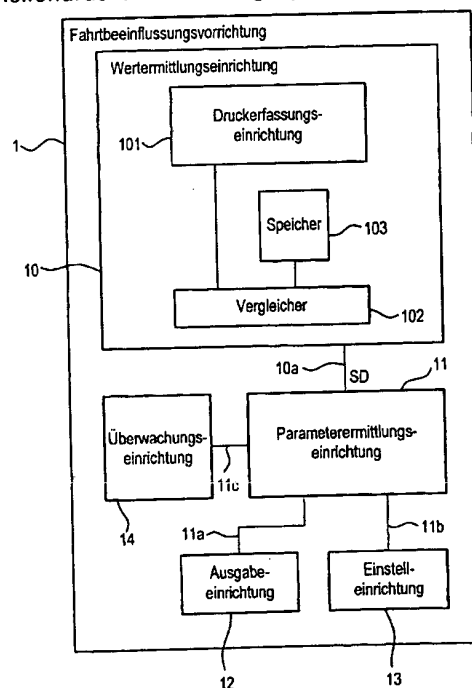 Fahrtbeeinflussungsvorrichtung
Wertermittlungseinrichtung
Druckerfassungs-
einrichtung
101
1
Speicher
103
10
Vergleicher
102
10a
SD
11
Überwachungs-
einrichtung
Parameterermittlungs-
einrichtung
11c
14
11a
11b
Ausgabe-
einrichtung
Einstell-
einrichtung
12
13